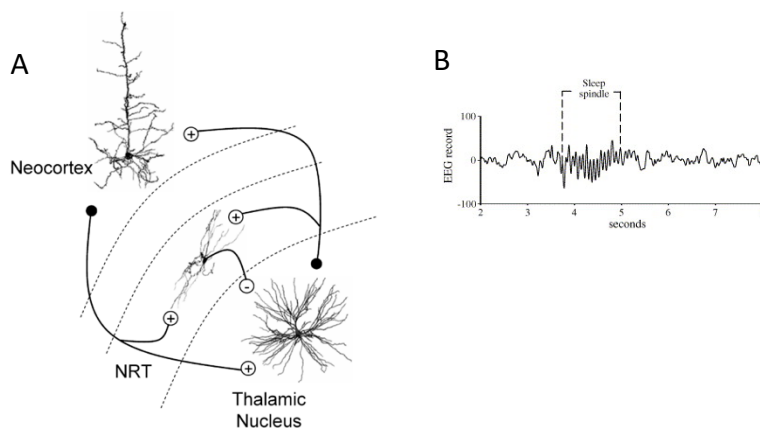 A
Neocortex
+
+
-
+
+
NRT
Thalamic
Nucleus
B
Sleep
spindle
100
0
-100
EEG record
2 3 4 5 6 7
seconds